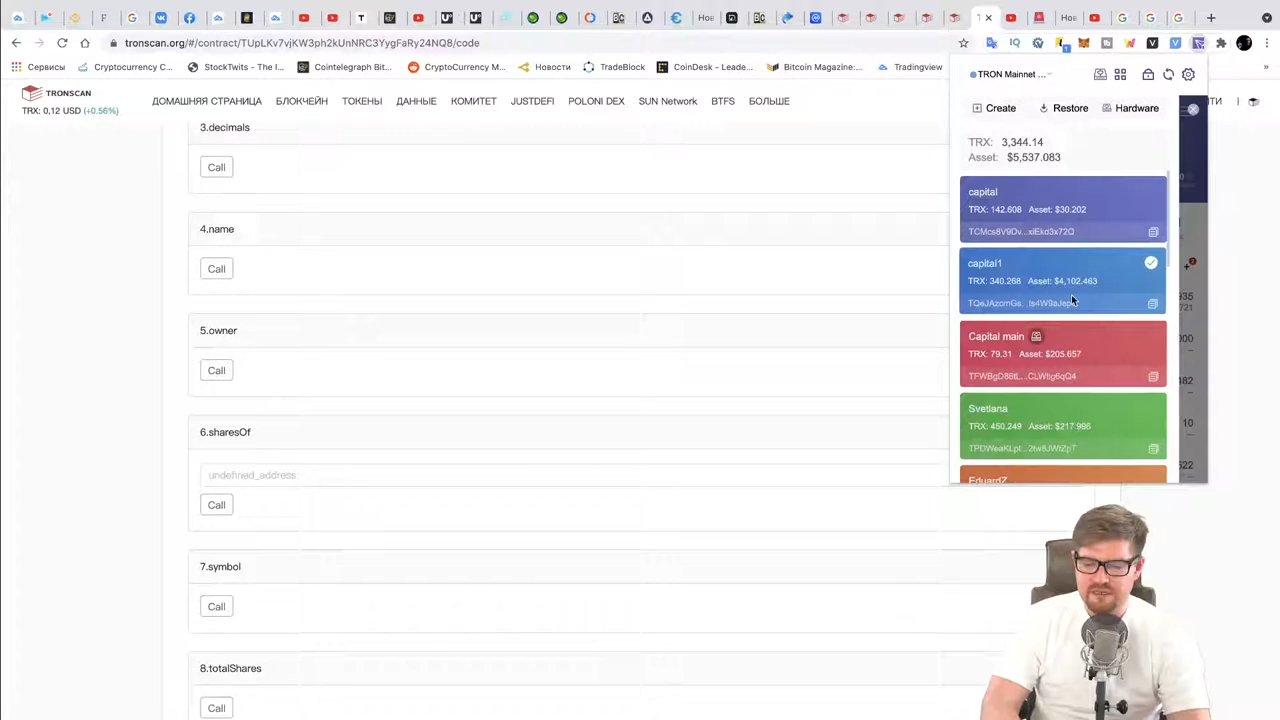 Нов
Нов
tronscan.org/#/contract/
Сервисы
Cryptocurrency C...
StockTwits - The I...
Cointelegraph Bit...
Cryptocurrency Mo...
Новости
TradeBlock
CoinDesk - Leade...
Bitcoin Magazine:...
Tradingview
»
TRONSCAN
TRX: 0,12 USD (+0.56%)
ДОМАШНЯЯ СТРАНИЦА
БЛОКЧЕЙН
ТОКЕНЫ
ДАННЫЕ
КОМИТЕТ
JUSTDEFI
POLONI DEX
SUN Network
BTFS
БОЛЬШЕ
3.decimals
Call
4.name
Call
5.owner
Call
6.sharesOf
undefined_address
Call
7.symbol
Call
8.totalShares
Call
TRON Mainnet ...
Create
Restore
Hardware
TRX: 3,344.14
Asset: $5,537.083
capital
TRX: 142.608 Asset: $30.202
capital1
TRX: 340.268 Asset: $4,102.463
Capital main
TRX: 79.31 Asset: $205.657
Svetlana
TRX: 450.249 Asset: $217.996
EduardZ